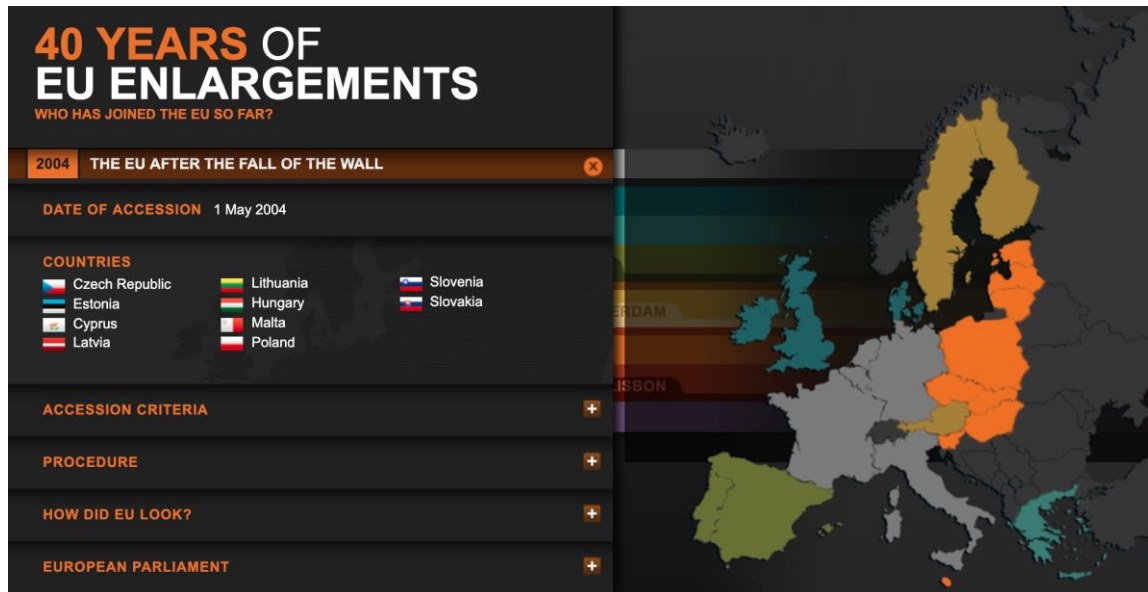 40 YEARS OF
EU ENLARGEMENTS
WHO HAS JOINED THE EU SO FAR?
2004 THE EU AFTER THE FALL OF THE WALL
DATE OF ACCESSION 1 May 2004
COUNTRIES
Czech Republic
Estonia
Cyprus
Latvia
Lithuania
Hungary
Malta
Poland
Slovenia
Slovakia
ACCESSION CRITERIA
PROCEDURE
HOW DID EU LOOK?
EUROPEAN PARLIAMENT
ERDAM
LISBON